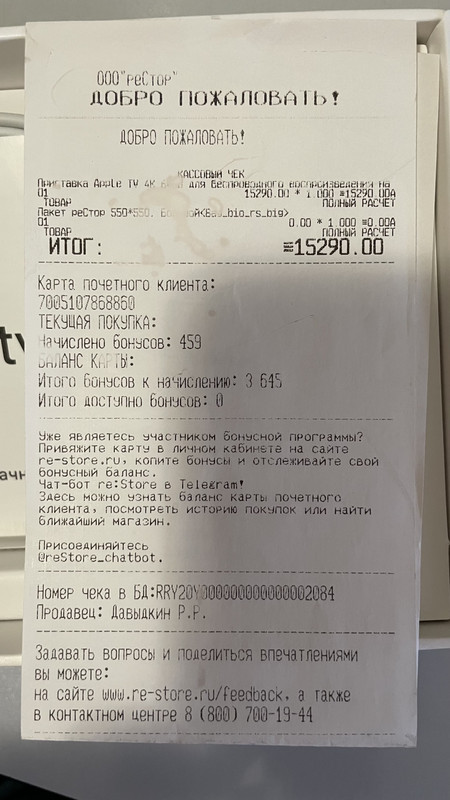 ООО"реСтор"
ДОБРО ПОЖАЛОВАТЬ!
ДОБРО ПОЖАЛОВАТЬ!
КАССОВЫЙ ЧЕК
Приставка Apple TV 4K для беспроводного воспроизведения на
01 15290.00 * 1 000 =15290.00А
ТОВАР ПОЛНЫЙ РАСЧЕТ
Пакет реСтор 550*550. <Bag_bio_rs_big>
01 0.00 * 1 000 =0.00А
ТОВАР ПОЛНЫЙ РАСЧЕТ
ИТОГ: =15290.00
Карта почетного клиента:
7005107868860
ТЕКУЩАЯ ПОКУПКА:
Начислено бонусов: 459
БАЛАНС КАРТЫ:
Итого бонусов к начислению: 3 645
Итого доступно бонусов: 0
Уже являетесь участником бонусной программы?
Привяжите карту в личном кабинете на сайте
re-store.ru, копите бонусы и отслеживайте свой
бонусный баланс.
Чат-бот re:Store в Telegram!
Здесь можно узнать баланс карты почетного
клиента, посмотреть историю покупок или найти
ближайший магазин.
Присоединяйтесь
@reStore_chatbot.
Номер чека в БД:RRY20Y000000000000002084
Продавец: Давыдкин Р.Р.
Задавать вопросы и поделиться впечатлениями
вы можете:
на сайте www.re-store.ru/feedback, а также
в контактном центре 8 (800) 700-19-44
tv